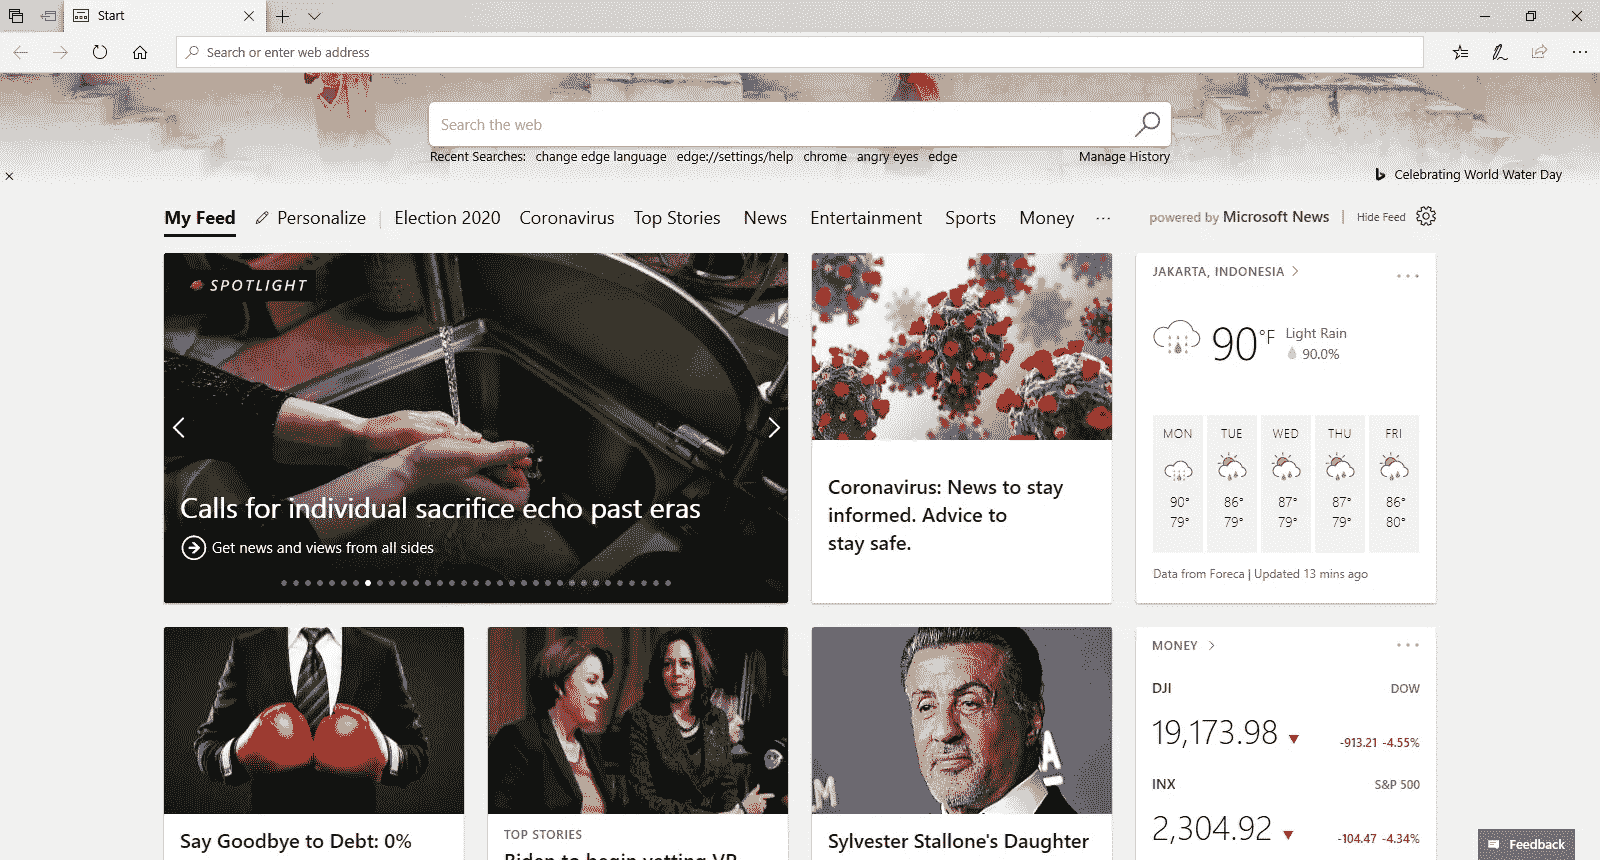 Start
Search or enter web address
Search the web
Recent Searches: change edge language edge://settings/help chrome angry eyes edge Manage History
Celebrating World Water Day
My Feed Personalize | Election 2020 Coronavirus Top Stories News Entertainment Sports Money ... powered by Microsoft News | Hide Feed
SPOTLIGHT
Calls for individual sacrifice echo past eras
Get news and views from all sides
Coronavirus: News to stay
informed. Advice to
stay safe.
JAKARTA, INDONESIA
90°F
Light Rain
90.0%
MON TUE WED THU FRI
90° 86° 87° 87° 86°
79° 79° 79° 79° 80°
Data from Foreca | Updated 13 mins ago
Say Goodbye to Debt: 0%
TOP STORIES
Biden to begin vetting VP
A
M
Sylvester Stallone's Daughter
MONEY
DJI DOW
19,173.98 -913.21 -4.55%
INX S&P 500
2,304.92 -104.47 -4.34%
Feedback